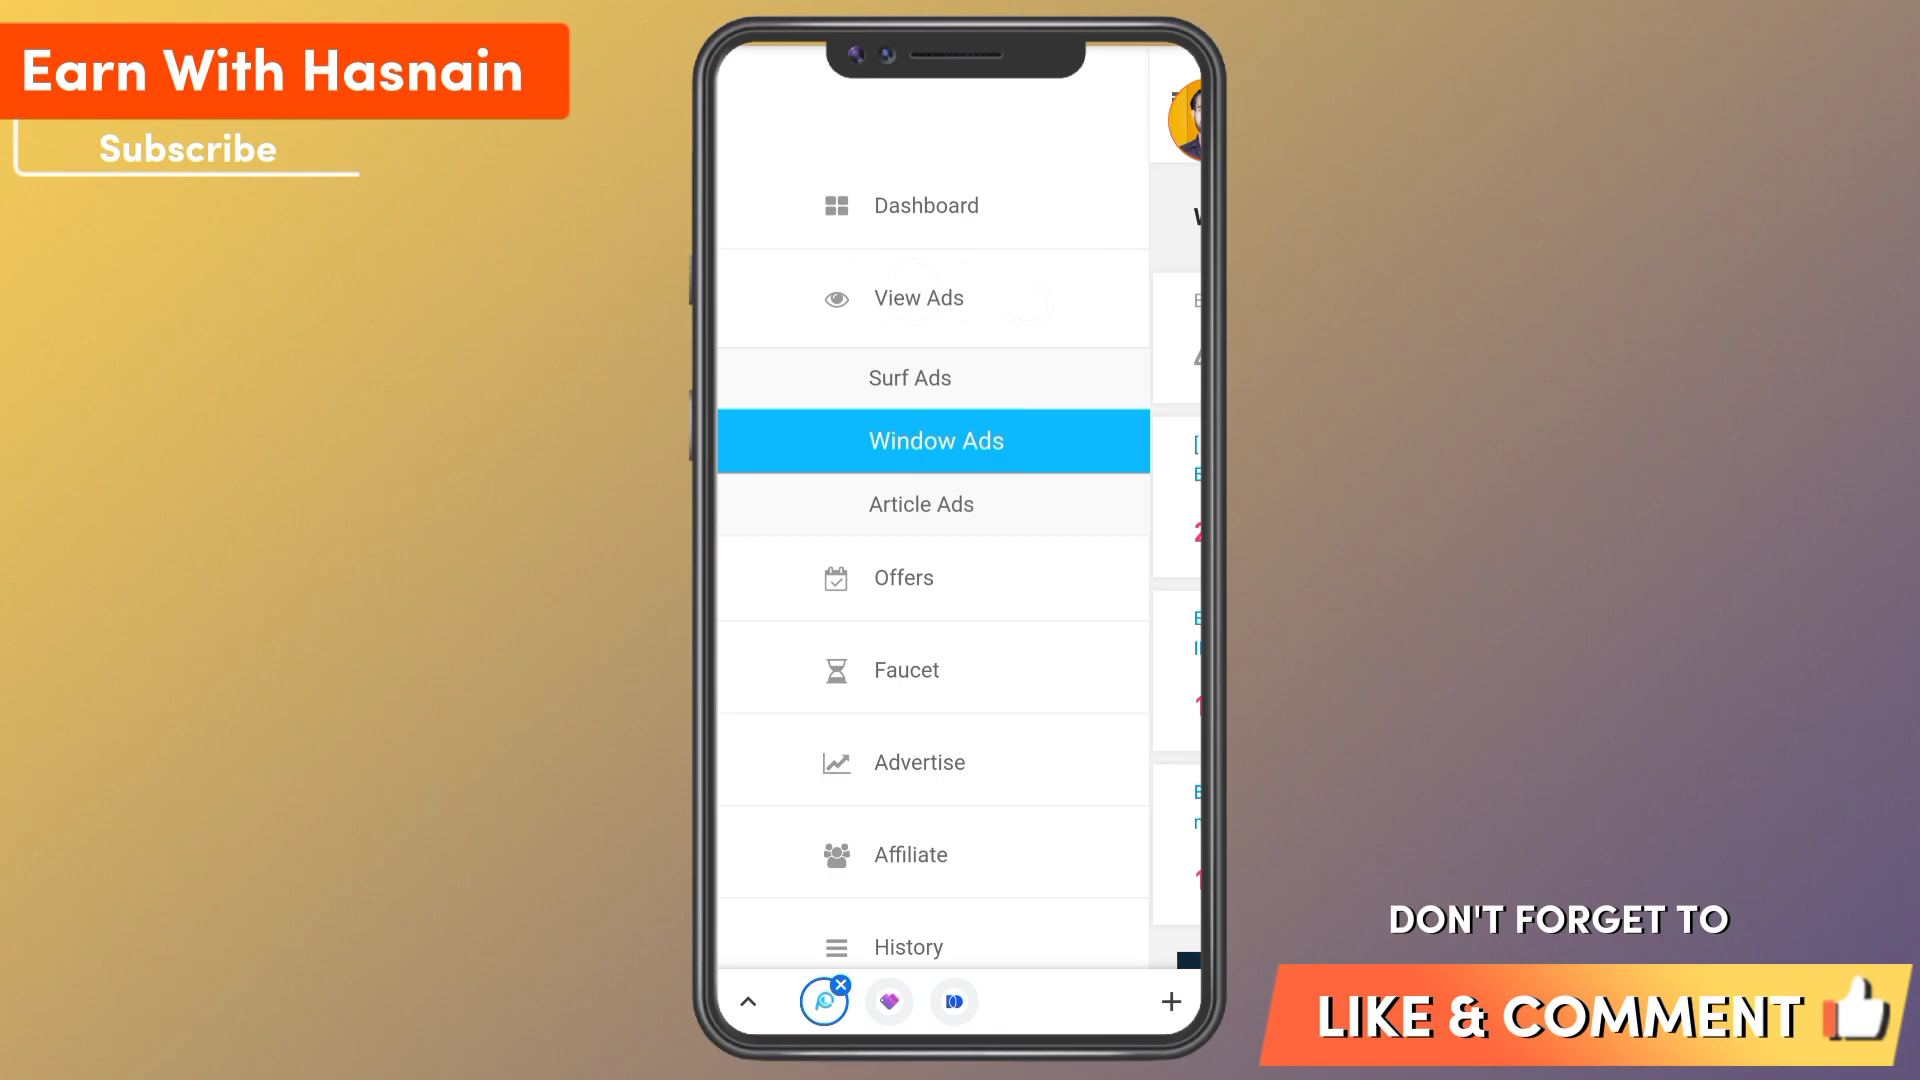 Earn With Hasnain
Subscribe
Dashboard
View Ads
Surf Ads
Window Ads
Article Ads
Offers
Faucet
Advertise
Affiliate
History
DON'T FORGET TO
LIKE & COMMENT